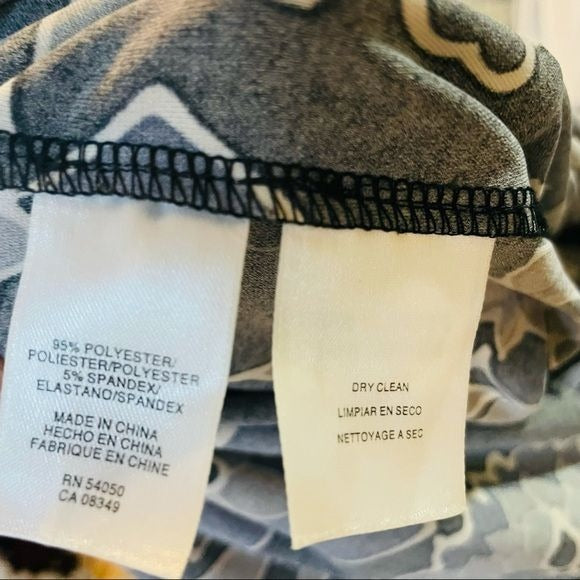 95% POLYESTER/
POLIESTER/POLYESTER
5% SPANDEX/
ELASTANO/SPANDEX
MADE IN CHINA
HECHO EN CHINA
FABRIQUE EN CHINE
RN 54050
CA 08349
DRY CLEAN
LIMPIAR EN SECO
NETTOYAGE A SEC